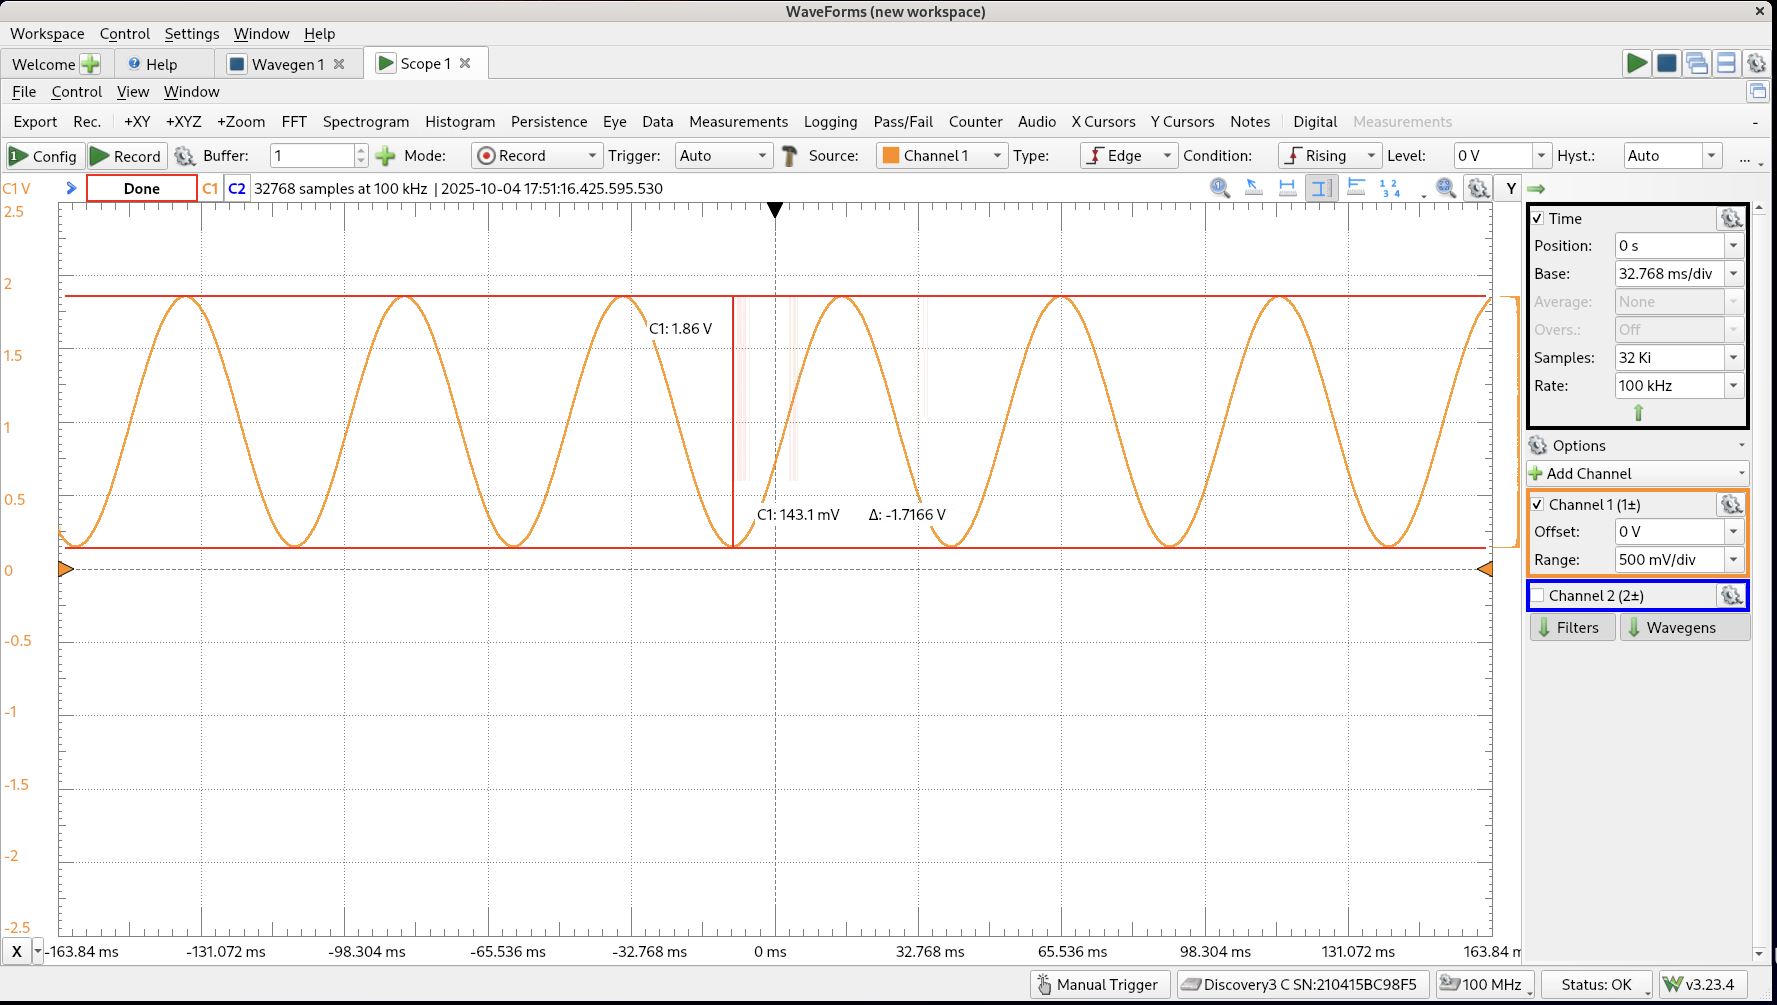 WaveForms (new workspace)
Workspace Control Settings Window Help
Welcome Help Wavegen 1 Scope 1
File Control View Window
Export Rec. +XY +XYZ +Zoom FFT Spectrogram Histogram Persistence Eye Data Measurements Logging Pass/Fail Counter Audio X Cursors Y Cursors Notes Digital Measurements -
1 Config Record Buffer: 1 Mode: Record Trigger: Auto Source: Channel 1 Type: Edge Condition: Rising Level: 0 V Hyst.: Auto ...
C1 V Done C1 C2 32768 samples at 100 kHz | 2025-10-04 17:51:16.425.595.530 1 2 3 4 Y
2.5
2
1.5
1
0.5
0
-0.5
-1
-1.5
-2
-2.5
C1: 1.86 V
C1: 143.1 mV Δ: -1.7166 V
X -163.84 ms -131.072 ms -98.304 ms -65.536 ms -32.768 ms 0 ms 32.768 ms 65.536 ms 98.304 ms 131.072 ms 163.84 m
Time
Position: 0 s
Base: 32.768 ms/div
Average: None
Overs.: Off
Samples: 32 Ki
Rate: 100 kHz
Options
Add Channel
Channel 1 (1±)
Offset: 0 V
Range: 500 mV/div
Channel 2 (2±)
Filters Wavegens
Manual Trigger Discovery3 C SN:210415BC98F5 100 MHz Status: OK v3.23.4